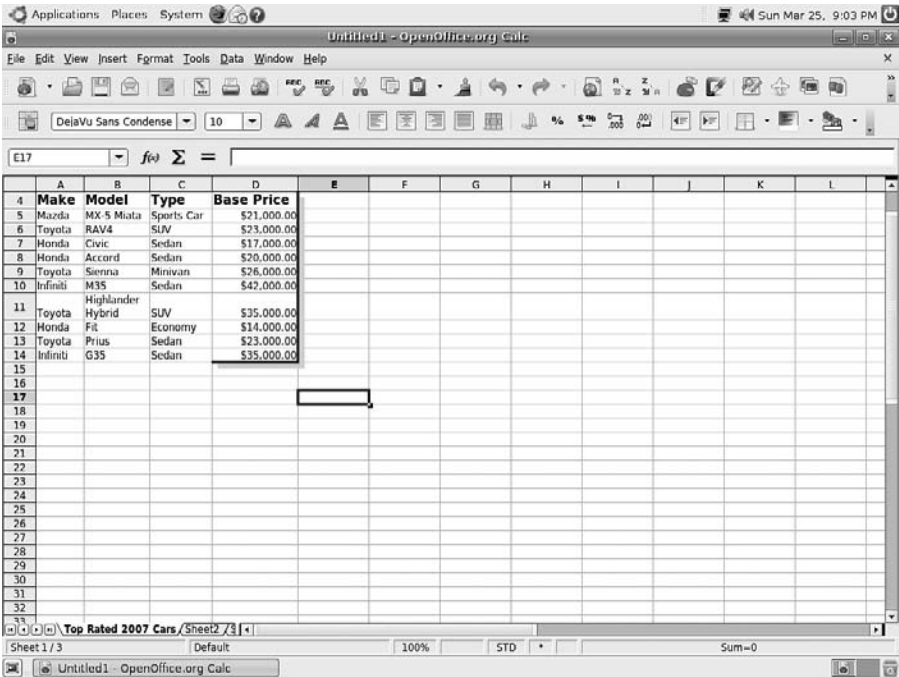 Applications Places System
Sun Mar 25, 9:03 PM
Untitled1 - OpenOffice.org Calc
File Edit View Insert Format Tools Data Window Help
DejaVu Sans Condense 10
E17 f(x) Σ =
A B C D E F G H I J K L
4 Make Model Type Base Price
5 Mazda MX-5 Miata Sports Car $21,000.00
6 Toyota RAV4 SUV $23,000.00
7 Honda Civic Sedan $17,000.00
8 Honda Accord Sedan $20,000.00
9 Toyota Sienna Minivan $26,000.00
10 Infiniti M35 Sedan $42,000.00
11 Toyota Highlander Hybrid SUV $35,000.00
12 Honda Fit Economy $14,000.00
13 Toyota Prius Sedan $23,000.00
14 Infiniti G35 Sedan $35,000.00
15
16
17
18
19
20
21
22
23
24
25
26
27
28
29
30
31
32
33
Top Rated 2007 Cars Sheet2
Sheet 1 / 3 Default 100% STD * Sum=0
Untitled1 - OpenOffice.org Calc